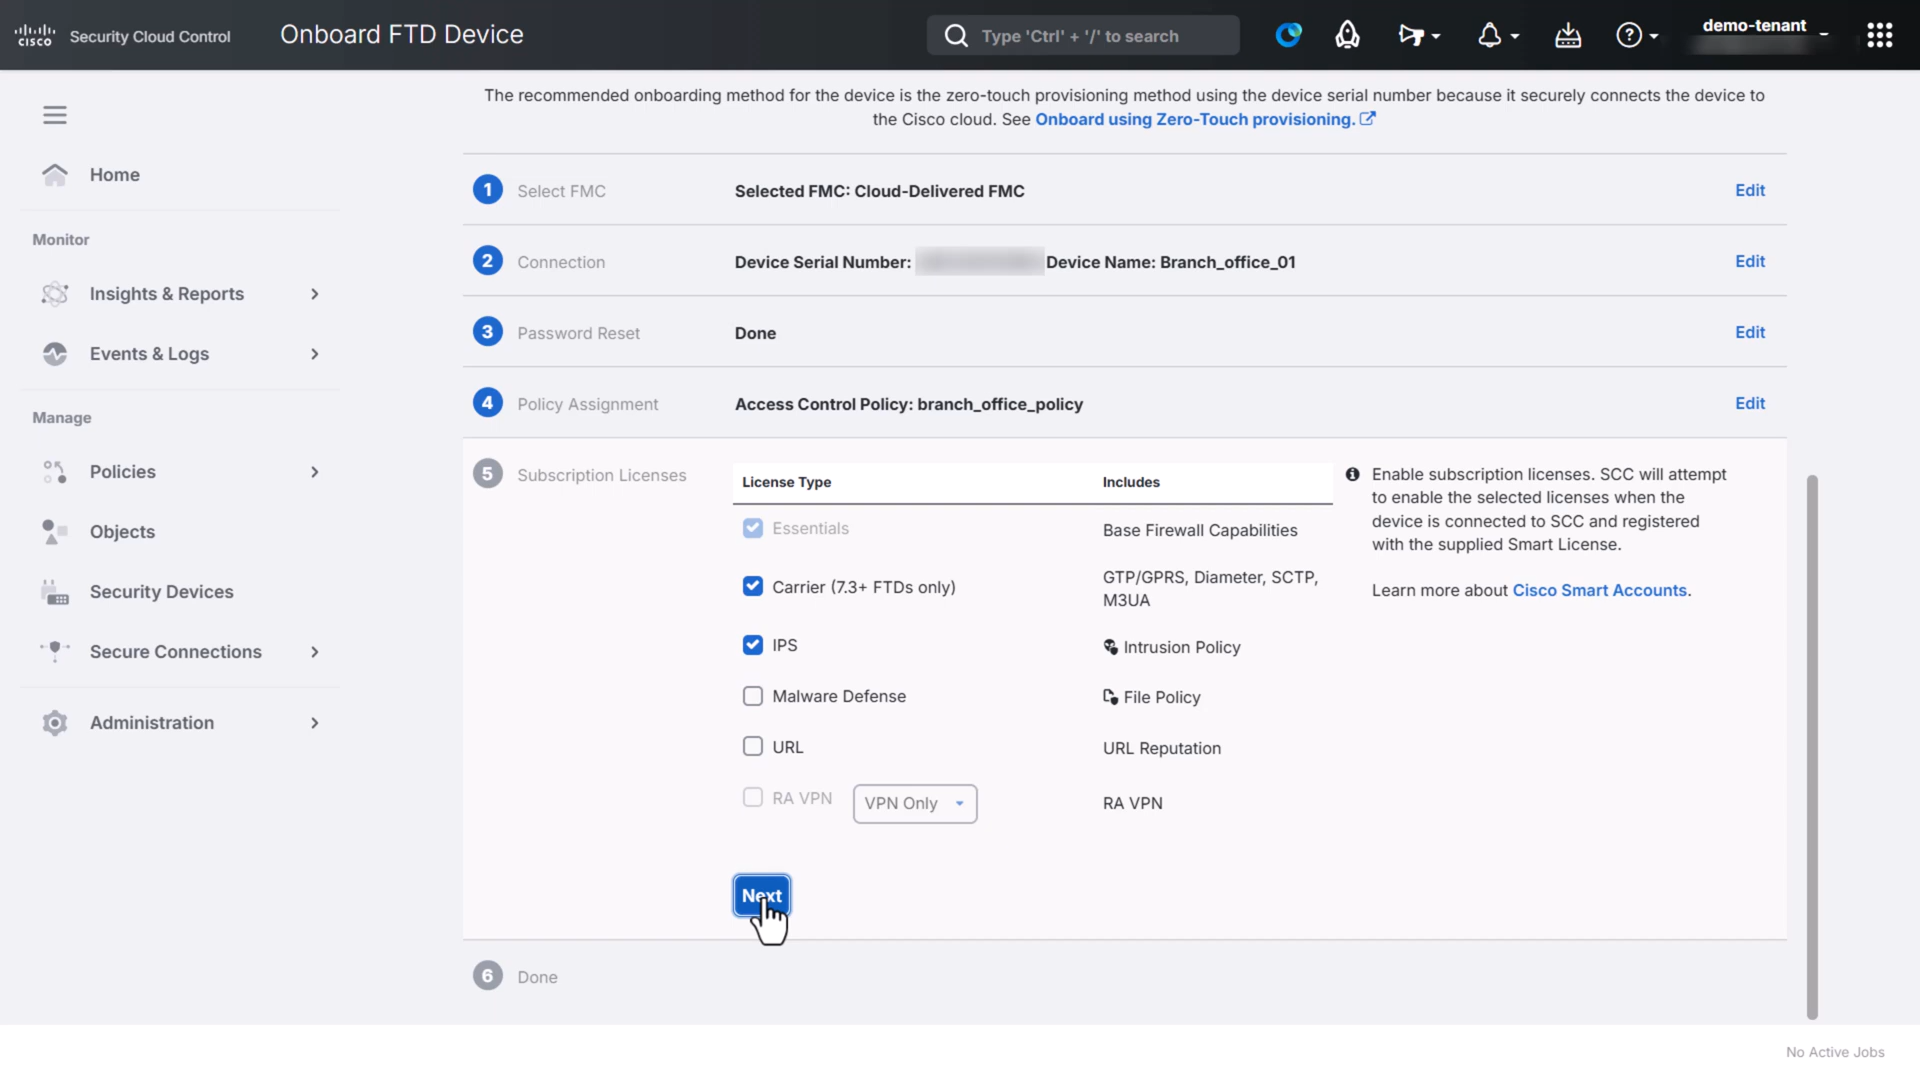 CISCO Security Cloud Control
Onboard FTD Device
Type 'Ctrl' + '/' to search
demo-tenant
The recommended onboarding method for the device is the zero-touch provisioning method using the device serial number because it securely connects the device to
the Cisco cloud. See Onboard using Zero-Touch provisioning.
Home
Monitor
Insights & Reports
Events & Logs
Manage
Policies
Objects
Security Devices
Secure Connections
Administration
1 Select FMC Selected FMC: Cloud-Delivered FMC Edit
2 Connection Device Serial Number: Device Name: Branch_office_01 Edit
3 Password Reset Done Edit
4 Policy Assignment Access Control Policy: branch_office_policy Edit
5 Subscription Licenses
License Type Includes
Essentials Base Firewall Capabilities
Carrier (7.3+ FTDs only) GTP/GPRS, Diameter, SCTP,
M3UA
IPS Intrusion Policy
Malware Defense File Policy
URL URL Reputation
RA VPN VPN Only RA VPN
Enable subscription licenses. SCC will attempt
to enable the selected licenses when the
device is connected to SCC and registered
with the supplied Smart License.
Learn more about Cisco Smart Accounts.
Next
6 Done
No Active Jobs